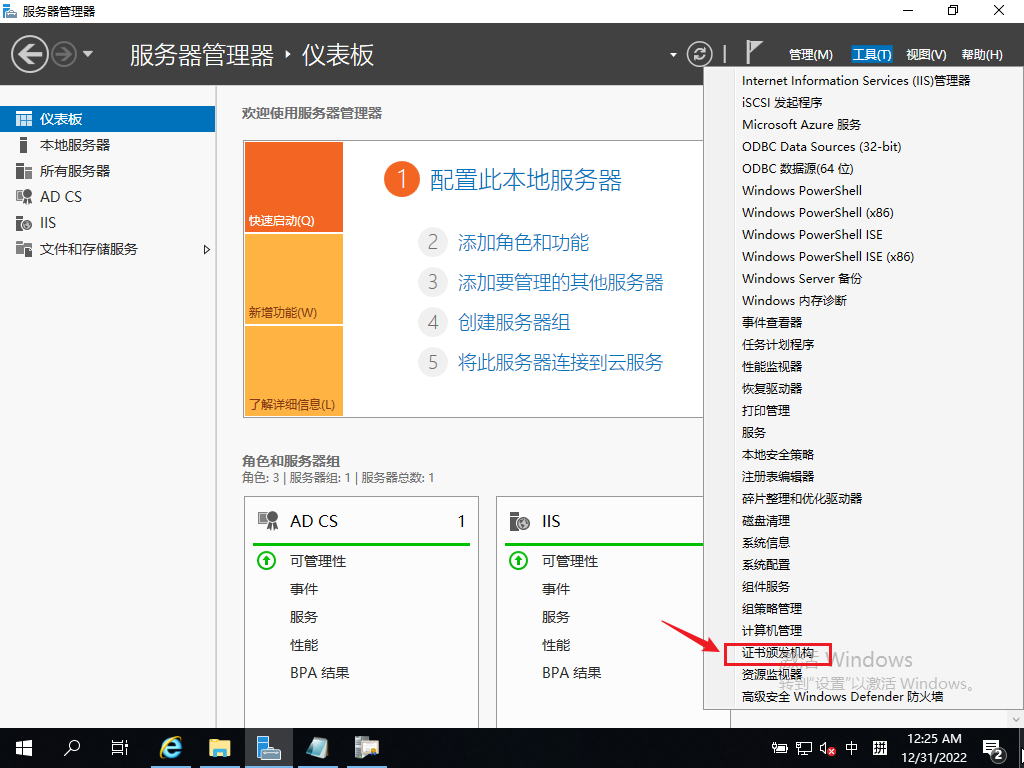 服务器管理器
服务器管理器 · 仪表板
管理(M) 工具(T) 视图(V) 帮助(H)
仪表板
本地服务器
所有服务器
AD CS
IIS
文件和存储服务
欢迎使用服务器管理器
快速启动(Q)
新增功能(W)
了解详细信息(L)
1 配置此本地服务器
2 添加角色和功能
3 添加要管理的其他服务器
4 创建服务器组
5 将此服务器连接到云服务
角色和服务器组
角色: 3 | 服务器组: 1 | 服务器总数: 1
AD CS 1
可管理性
事件
服务
性能
BPA 结果
IIS
可管理性
事件
服务
性能
BPA 结果
Internet Information Services (IIS)管理器
iSCSI 发起程序
Microsoft Azure 服务
ODBC Data Sources (32-bit)
ODBC 数据源(64 位)
Windows PowerShell
Windows PowerShell (x86)
Windows PowerShell ISE
Windows PowerShell ISE (x86)
Windows Server 备份
Windows 内存诊断
事件查看器
任务计划程序
性能监视器
恢复驱动器
打印管理
服务
本地安全策略
注册表编辑器
碎片整理和优化驱动器
磁盘清理
系统信息
系统配置
组件服务
组策略管理
计算机管理
证书颁发机构
资源监视器
高级安全 Windows Defender 防火墙
激活 Windows
转到"设置"以激活 Windows。
中
拼
12:25 AM
12/31/2022
2